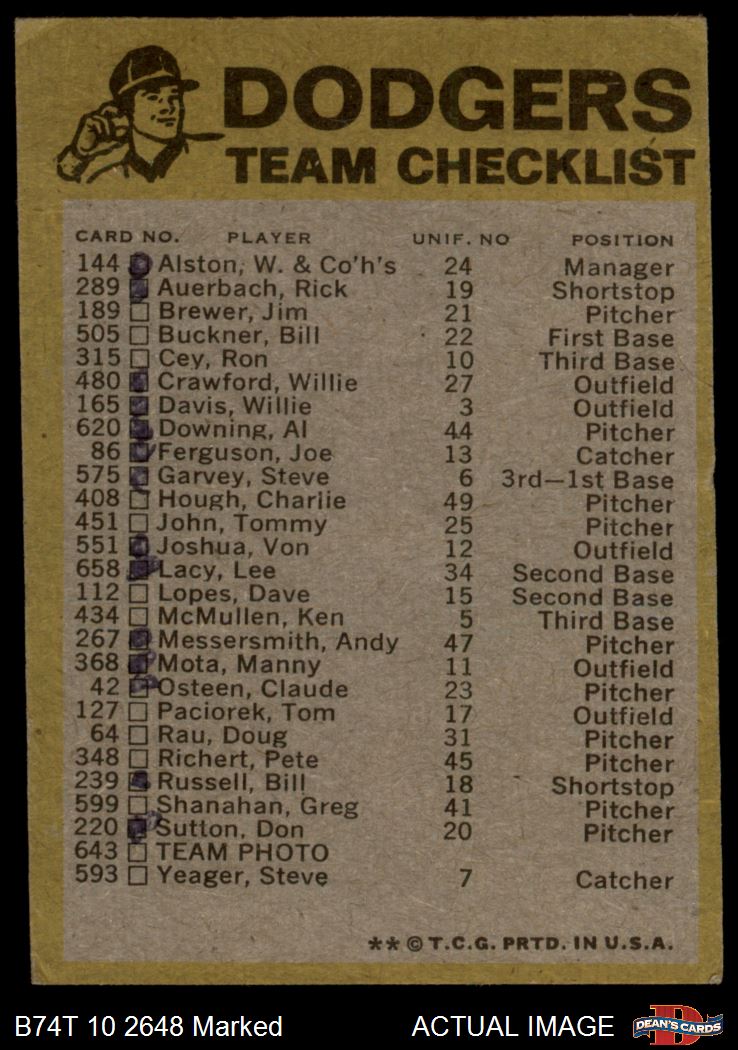 DODGERS
TEAM CHECKLIST
CARD NO. PLAYER UNIF. NO POSITION
144 Alston, W. & Co'h's 24 Manager
289 Auerbach, Rick 19 Shortstop
189 Brewer, Jim 21 Pitcher
505 Buckner, Bill 22 First Base
315 Cey, Ron 10 Third Base
480 Crawford, Willie 27 Outfield
165 Davis, Willie 3 Outfield
620 Downing, Al 44 Pitcher
86 Ferguson, Joe 13 Catcher
575 Garvey, Steve 6 3rd—1st Base
408 Hough, Charlie 49 Pitcher
451 John, Tommy 25 Pitcher
551 Joshua, Von 12 Outfield
658 Lacy, Lee 34 Second Base
112 Lopes, Dave 15 Second Base
434 McMullen, Ken 5 Third Base
267 Messersmith, Andy 47 Pitcher
368 Mota, Manny 11 Outfield
42 Osteen, Claude 23 Pitcher
127 Paciorek, Tom 17 Outfield
64 Rau, Doug 31 Pitcher
348 Richert, Pete 45 Pitcher
239 Russell, Bill 18 Shortstop
599 Shanahan, Greg 41 Pitcher
220 Sutton, Don 20 Pitcher
643 TEAM PHOTO
593 Yeager, Steve 7 Catcher
**©T.C.G. PRTD. IN U.S.A.
B74T 10 2648 Marked ACTUAL IMAGE DEAN'S CARDS